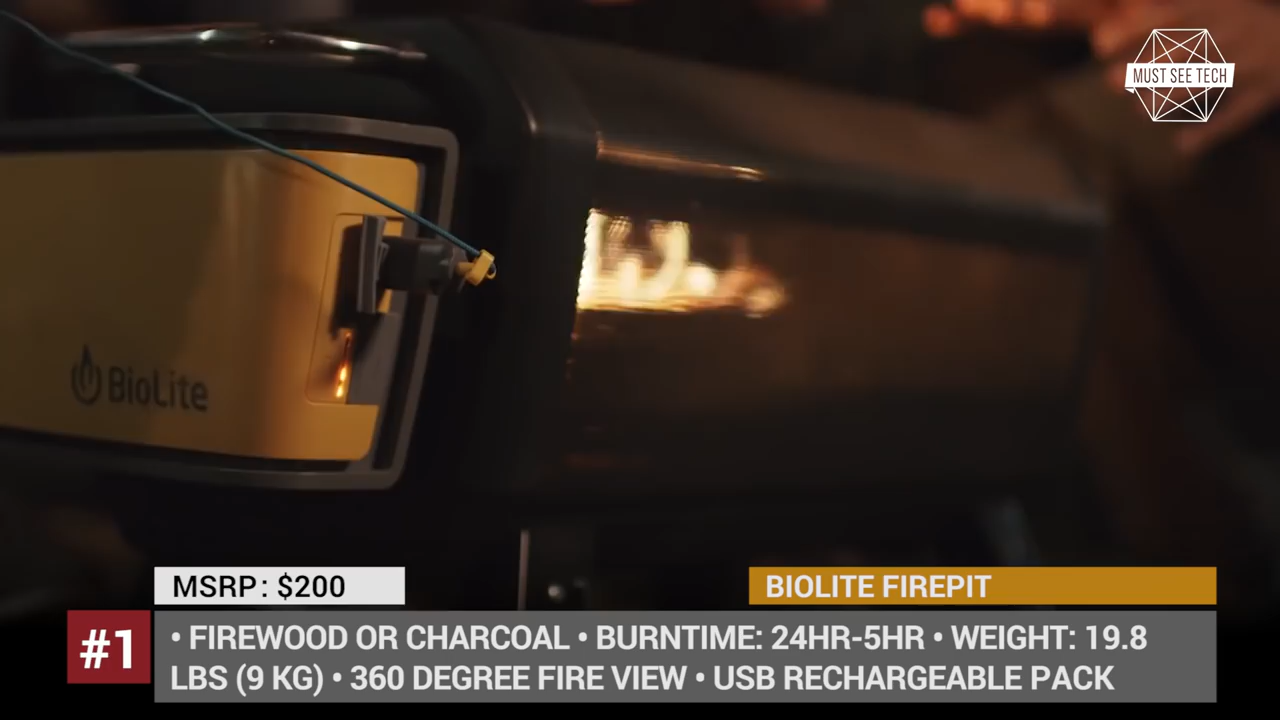 MUST SEE TECH
BioLite
MSRP: $200
BIOLITE FIREPIT
#1
• FIREWOOD OR CHARCOAL • BURNTIME: 24HR-5HR • WEIGHT: 19.8
LBS (9 KG) • 360 DEGREE FIRE VIEW • USB RECHARGEABLE PACK